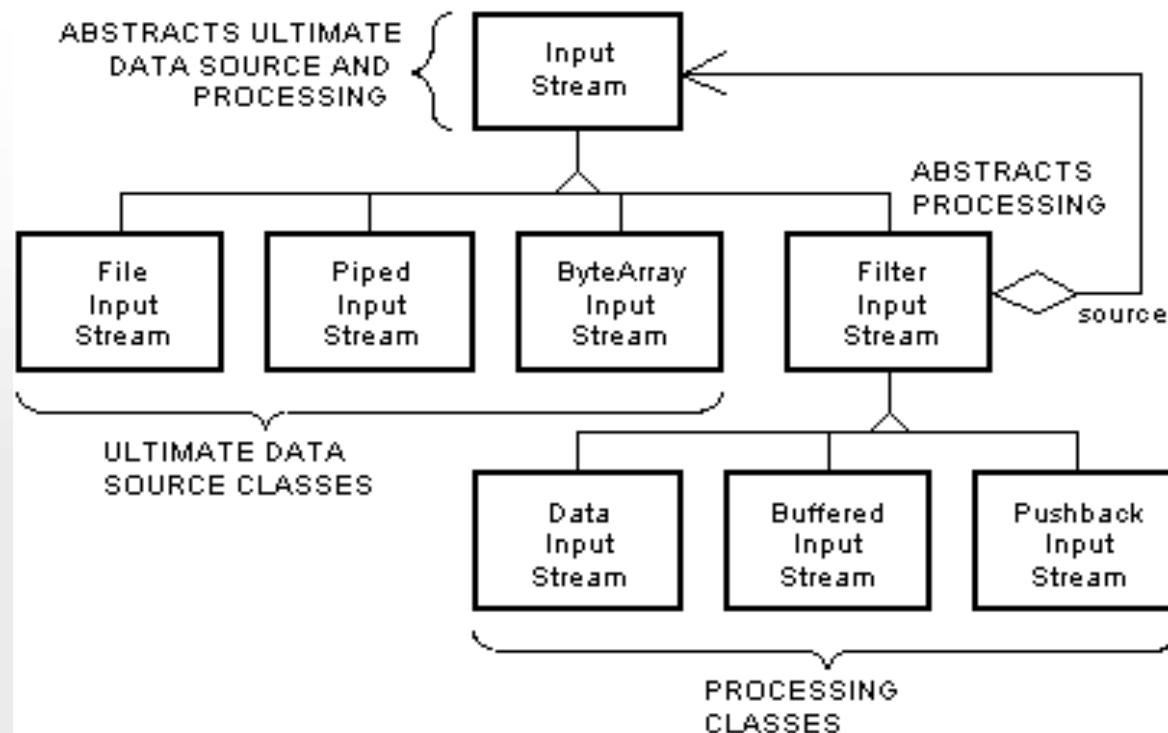 ABSTRACTS ULTIMATE
DATA SOURCE AND
PROCESSING
Input
Stream
ABSTRACTS
PROCESSING
File
Input
Stream
Piped
Input
Stream
ByteArray
Input
Stream
Filter
Input
Stream
source
ULTIMATE DATA
SOURCE CLASSES
Data
Input
Stream
Buffered
Input
Stream
Pushback
Input
Stream
PROCESSING
CLASSES